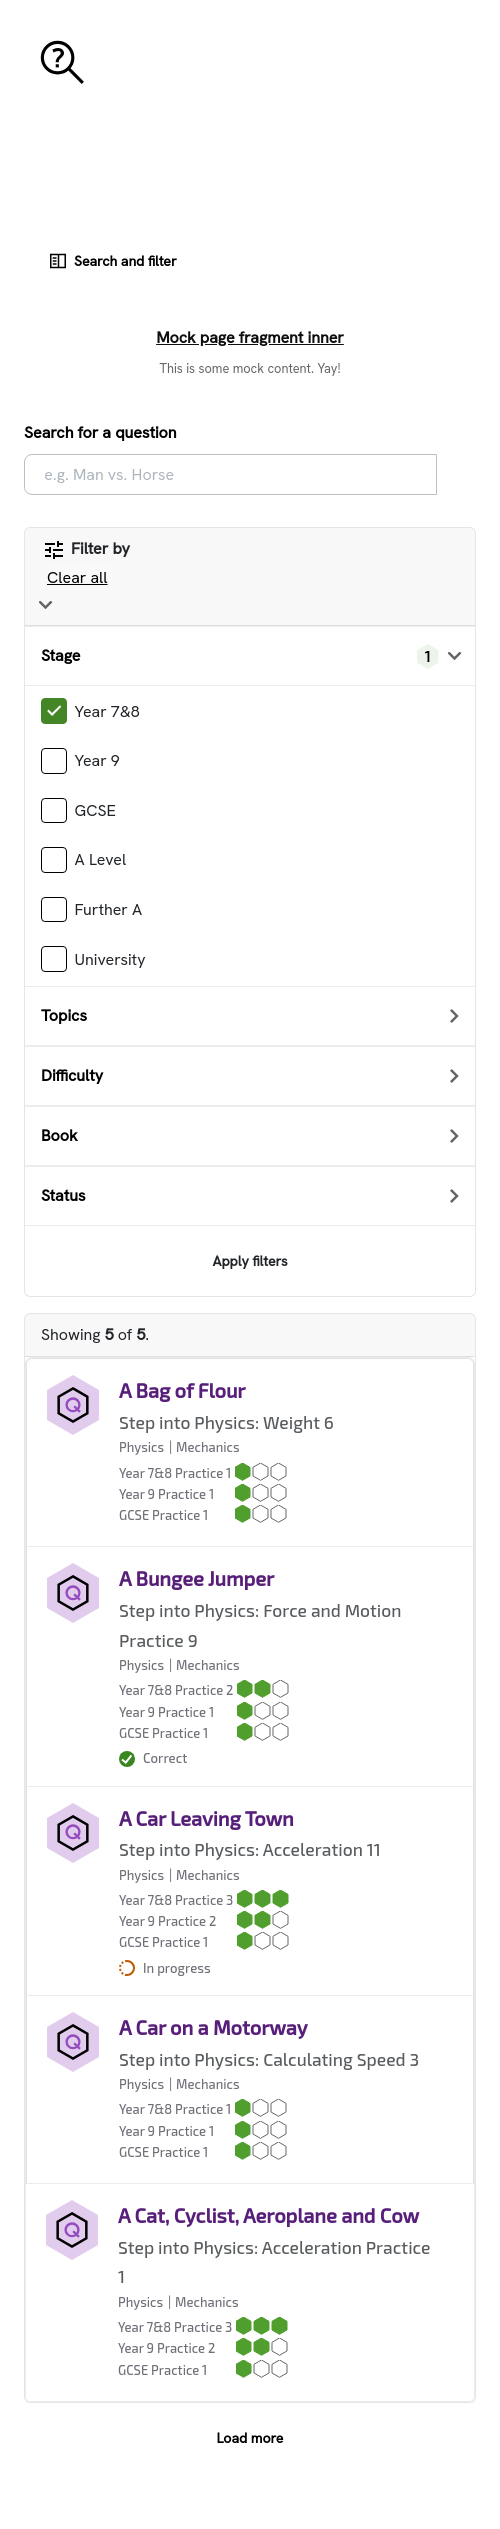 Search and filter
Mock page fragment inner
This is some mock content. Yay!
Search for a question
e.g. Man vs. Horse
Filter by
Clear all
Stage 1
Year 7&8
Year 9
GCSE
A Level
Further A
University
Topics
Difficulty
Book
Status
Apply filters
Showing 5 of 5.
A Bag of Flour
Step into Physics: Weight 6
Physics | Mechanics
Year 7&8 Practice 1
Year 9 Practice 1
GCSE Practice 1
A Bungee Jumper
Step into Physics: Force and Motion
Practice 9
Physics | Mechanics
Year 7&8 Practice 2
Year 9 Practice 1
GCSE Practice 1
Correct
A Car Leaving Town
Step into Physics: Acceleration 11
Physics | Mechanics
Year 7&8 Practice 3
Year 9 Practice 2
GCSE Practice 1
In progress
A Car on a Motorway
Step into Physics: Calculating Speed 3
Physics | Mechanics
Year 7&8 Practice 1
Year 9 Practice 1
GCSE Practice 1
A Cat, Cyclist, Aeroplane and Cow
Step into Physics: Acceleration Practice
1
Physics | Mechanics
Year 7&8 Practice 3
Year 9 Practice 2
GCSE Practice 1
Load more